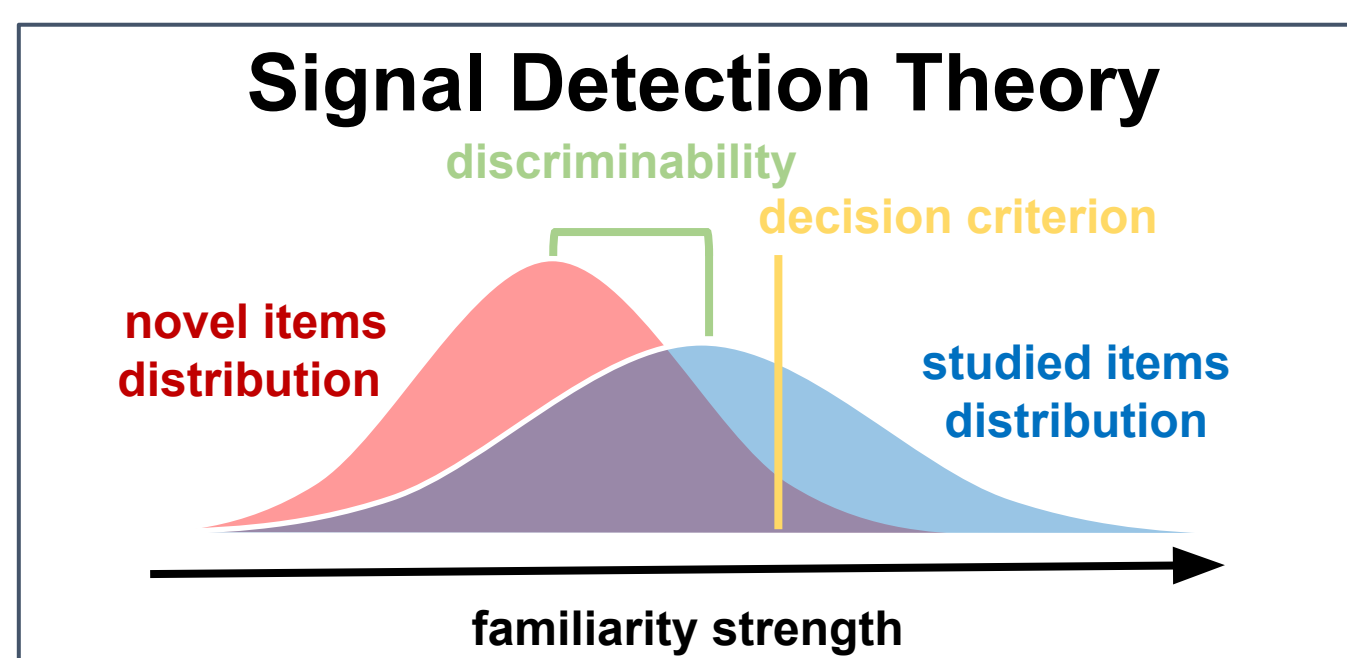 Signal Detection Theory
discriminability
decision criterion
novel items
distribution
studied items
distribution
familiarity strength